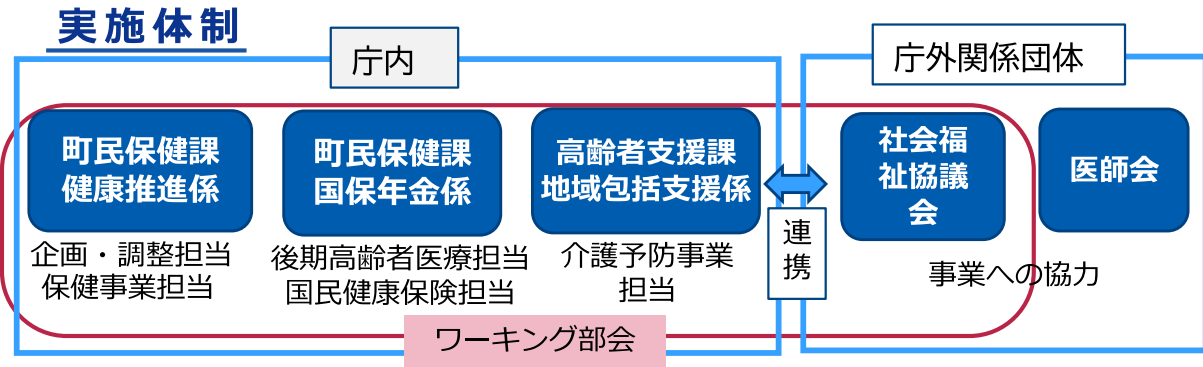 実施体制
庁内
庁外関係団体
町民保健課
健康推進係
町民保健課
国保年金係
高齢者支援課
地域包括支援係
社会福
祉協議
会
医師会
企画・調整担当
保健事業担当
後期高齢者医療担当
国民健康保険担当
介護予防事業
担当
連
携
事業への協力
ワーキング部会